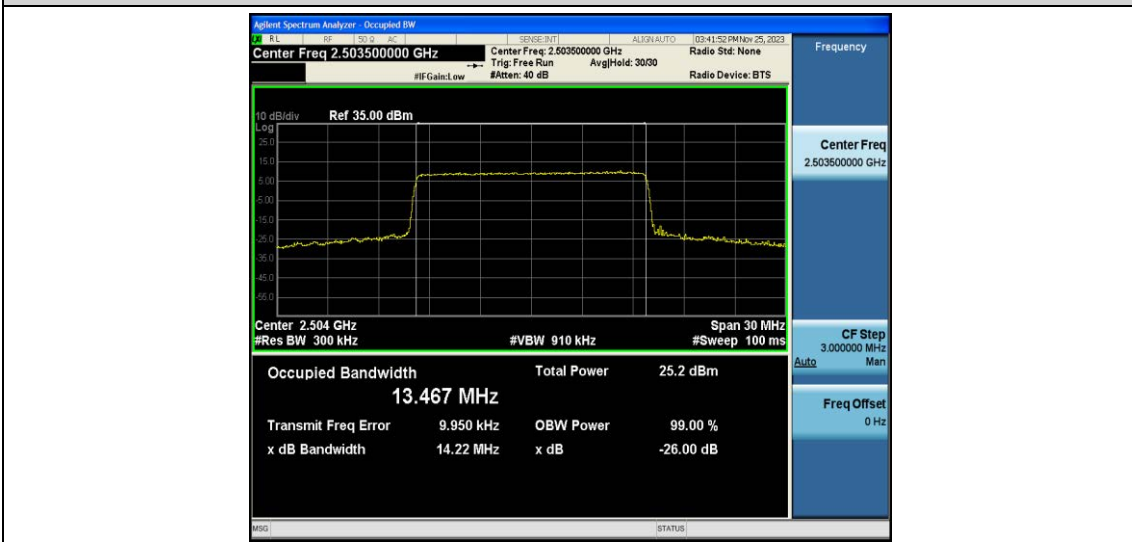 Agilent Spectrum Analyzer - Occupied BW
RL RF 50 Ω AC SENSE:INT ALIGN AUTO 03:41:52 PM Nov 25, 2023
Center Freq 2.503500000 GHz
Center Freq: 2.503500000 GHz Radio Std: None
Trig: Free Run Avg|Hold: 30/30
#IFGain:Low #Atten: 40 dB Radio Device: BTS
10 dB/div Ref 35.00 dBm
Log
25.0
15.0
5.00
-5.00
-15.0
-25.0
-35.0
-45.0
-55.0
Center 2.504 GHz Span 30 MHz
#Res BW 300 kHz #VBW 910 kHz #Sweep 100 ms
Occupied Bandwidth Total Power 25.2 dBm
13.467 MHz
Transmit Freq Error 9.950 kHz OBW Power 99.00 %
x dB Bandwidth 14.22 MHz x dB -26.00 dB
MSG STATUS
Frequency
Center Freq
2.503500000 GHz
CF Step
3.000000 MHz
Auto Man
Freq Offset
0 Hz